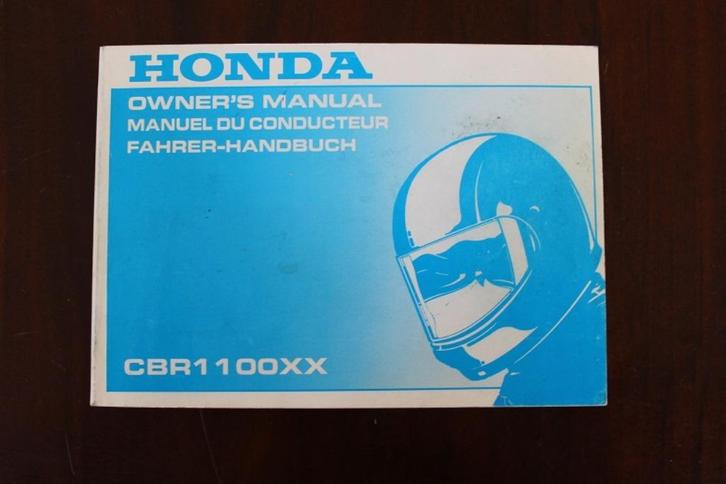 HONDA
OWNER'S MANUAL
MANUEL DU CONDUCTEUR
FAHRER-HANDBUCH
CBR1100XX